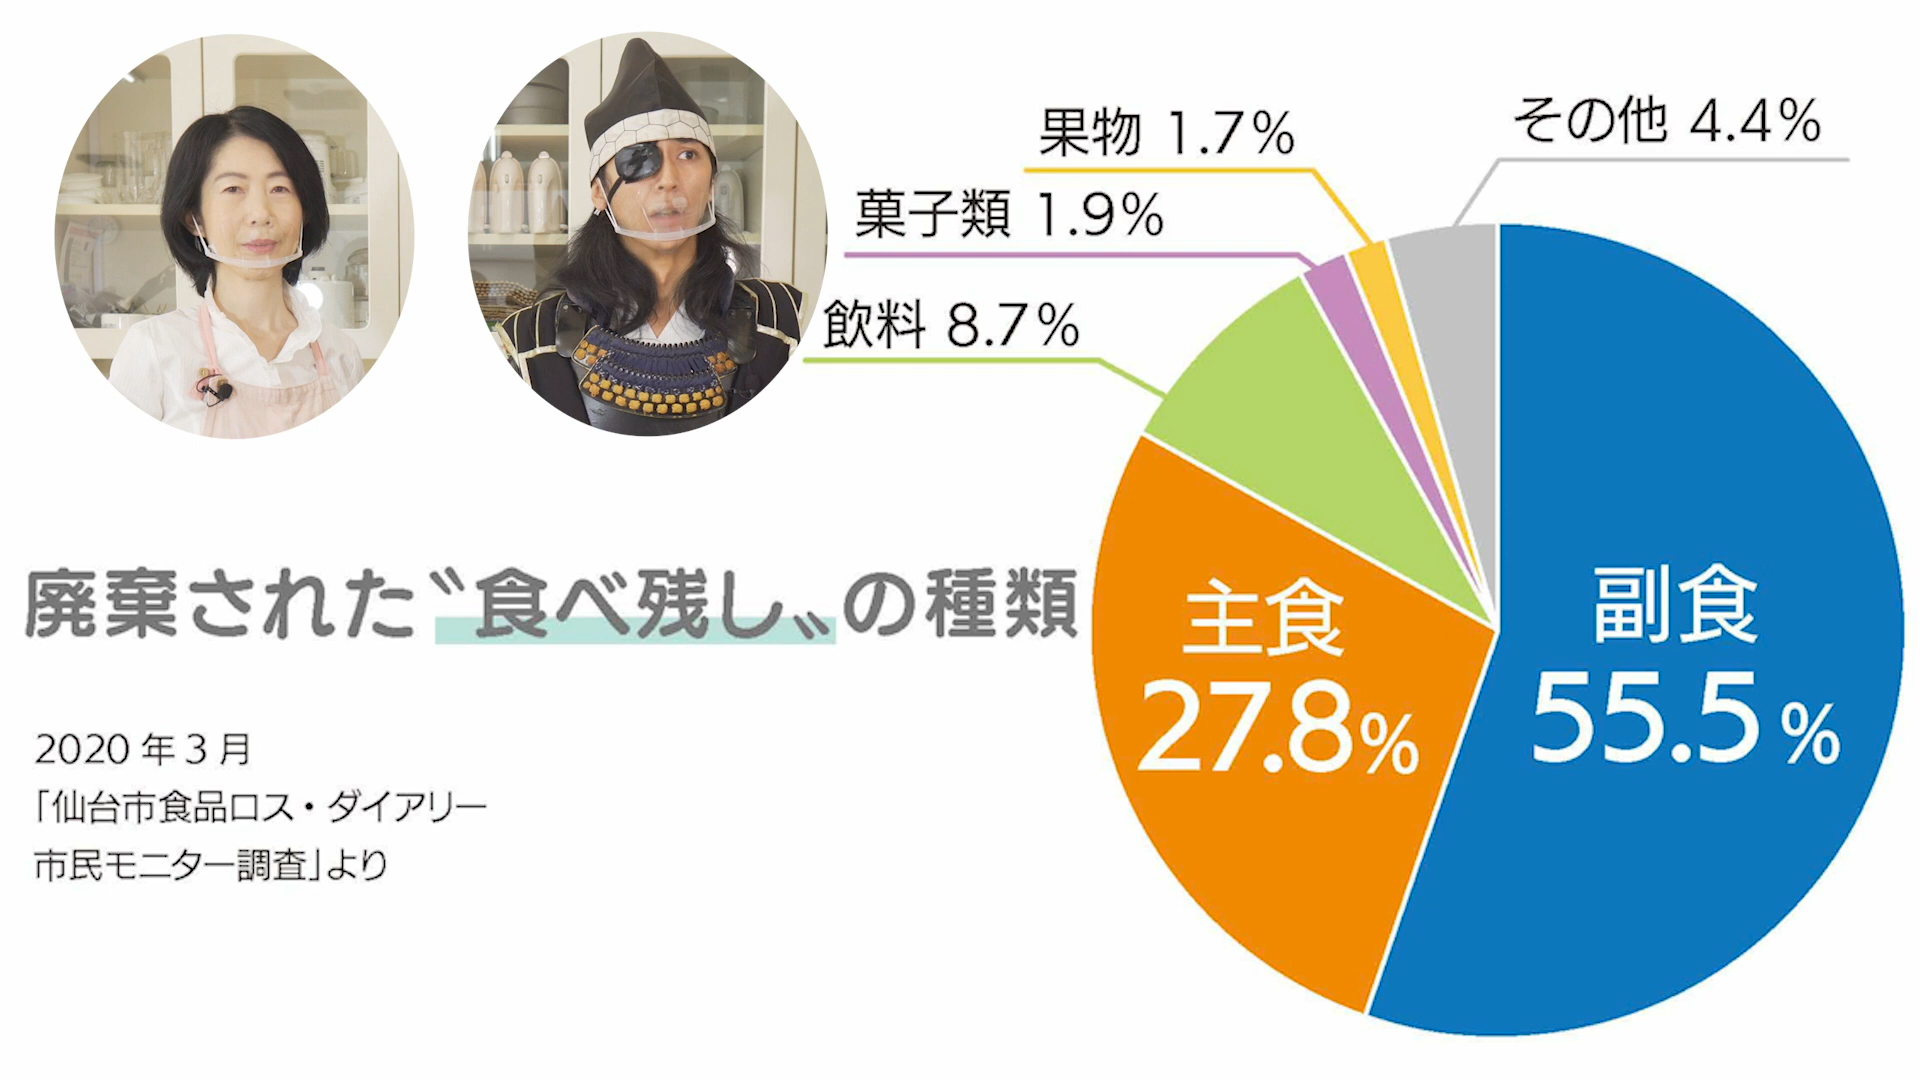 果物 1.7%
その他 4.4%
菓子類 1.9%
飲料 8.7%
廃棄された〝食べ残し〟の種類
主食
27.8%
副食
55.5%
2020年3月
「仙台市食品ロス・ダイアリー
市民モニター調査」より